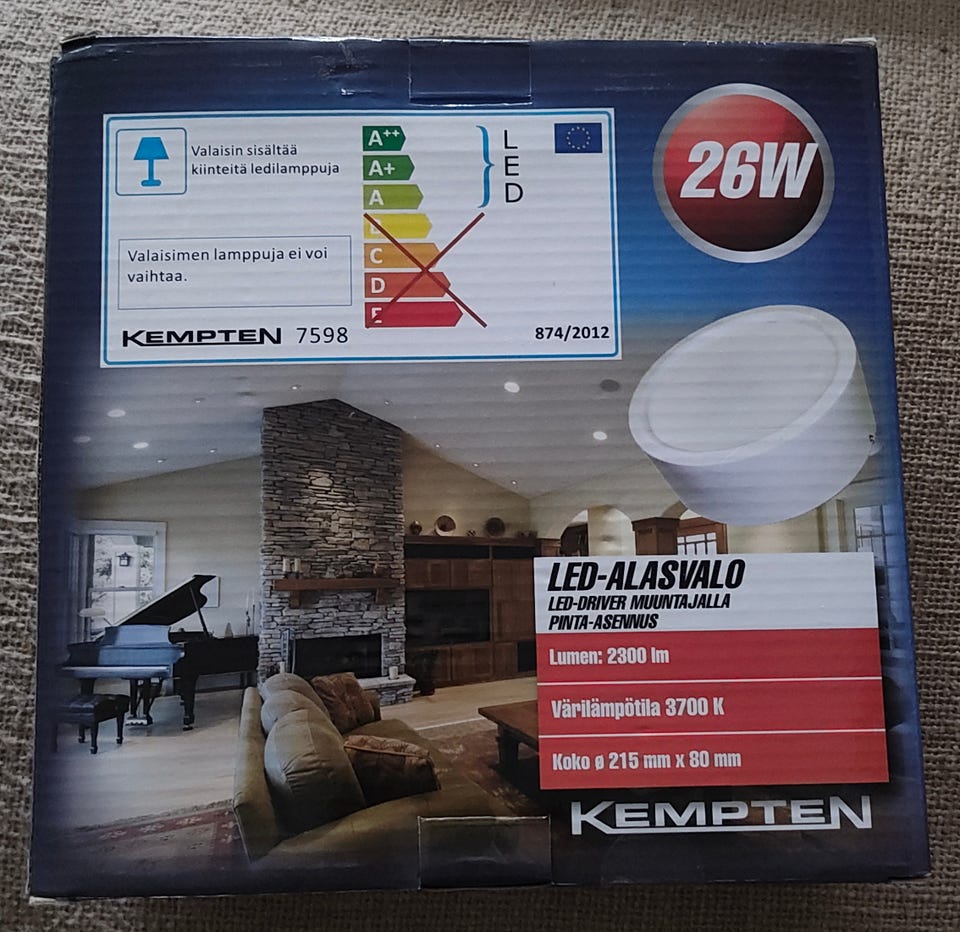 Valaisin sisältää
kiinteitä ledilamppuja
A++
A+
A
C
D
E
L
E
D
Valaisimen lamppuja ei voi
vaihtaa.
KEMPTEN 7598
874/2012
26W
LED-ALASVALO
LED-DRIVER MUUNTAJALLA
PINTA-ASENNUS
Lumen: 2300 lm
Värilämpötila 3700 K
Koko ø 215 mm x 80 mm
KEMPTEN